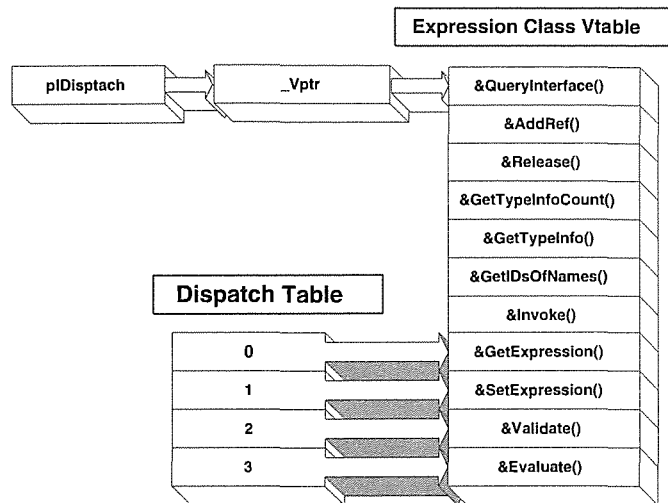 Expression Class Vtable
pIDisptach
_Vptr
&QueryInterface()
&AddRef()
&Release()
&GetTypeInfoCount()
&GetTypeInfo()
&GetIDsOfNames()
&Invoke()
Dispatch Table
0
&GetExpression()
1
&SetExpression()
2
&Validate()
3
&Evaluate()